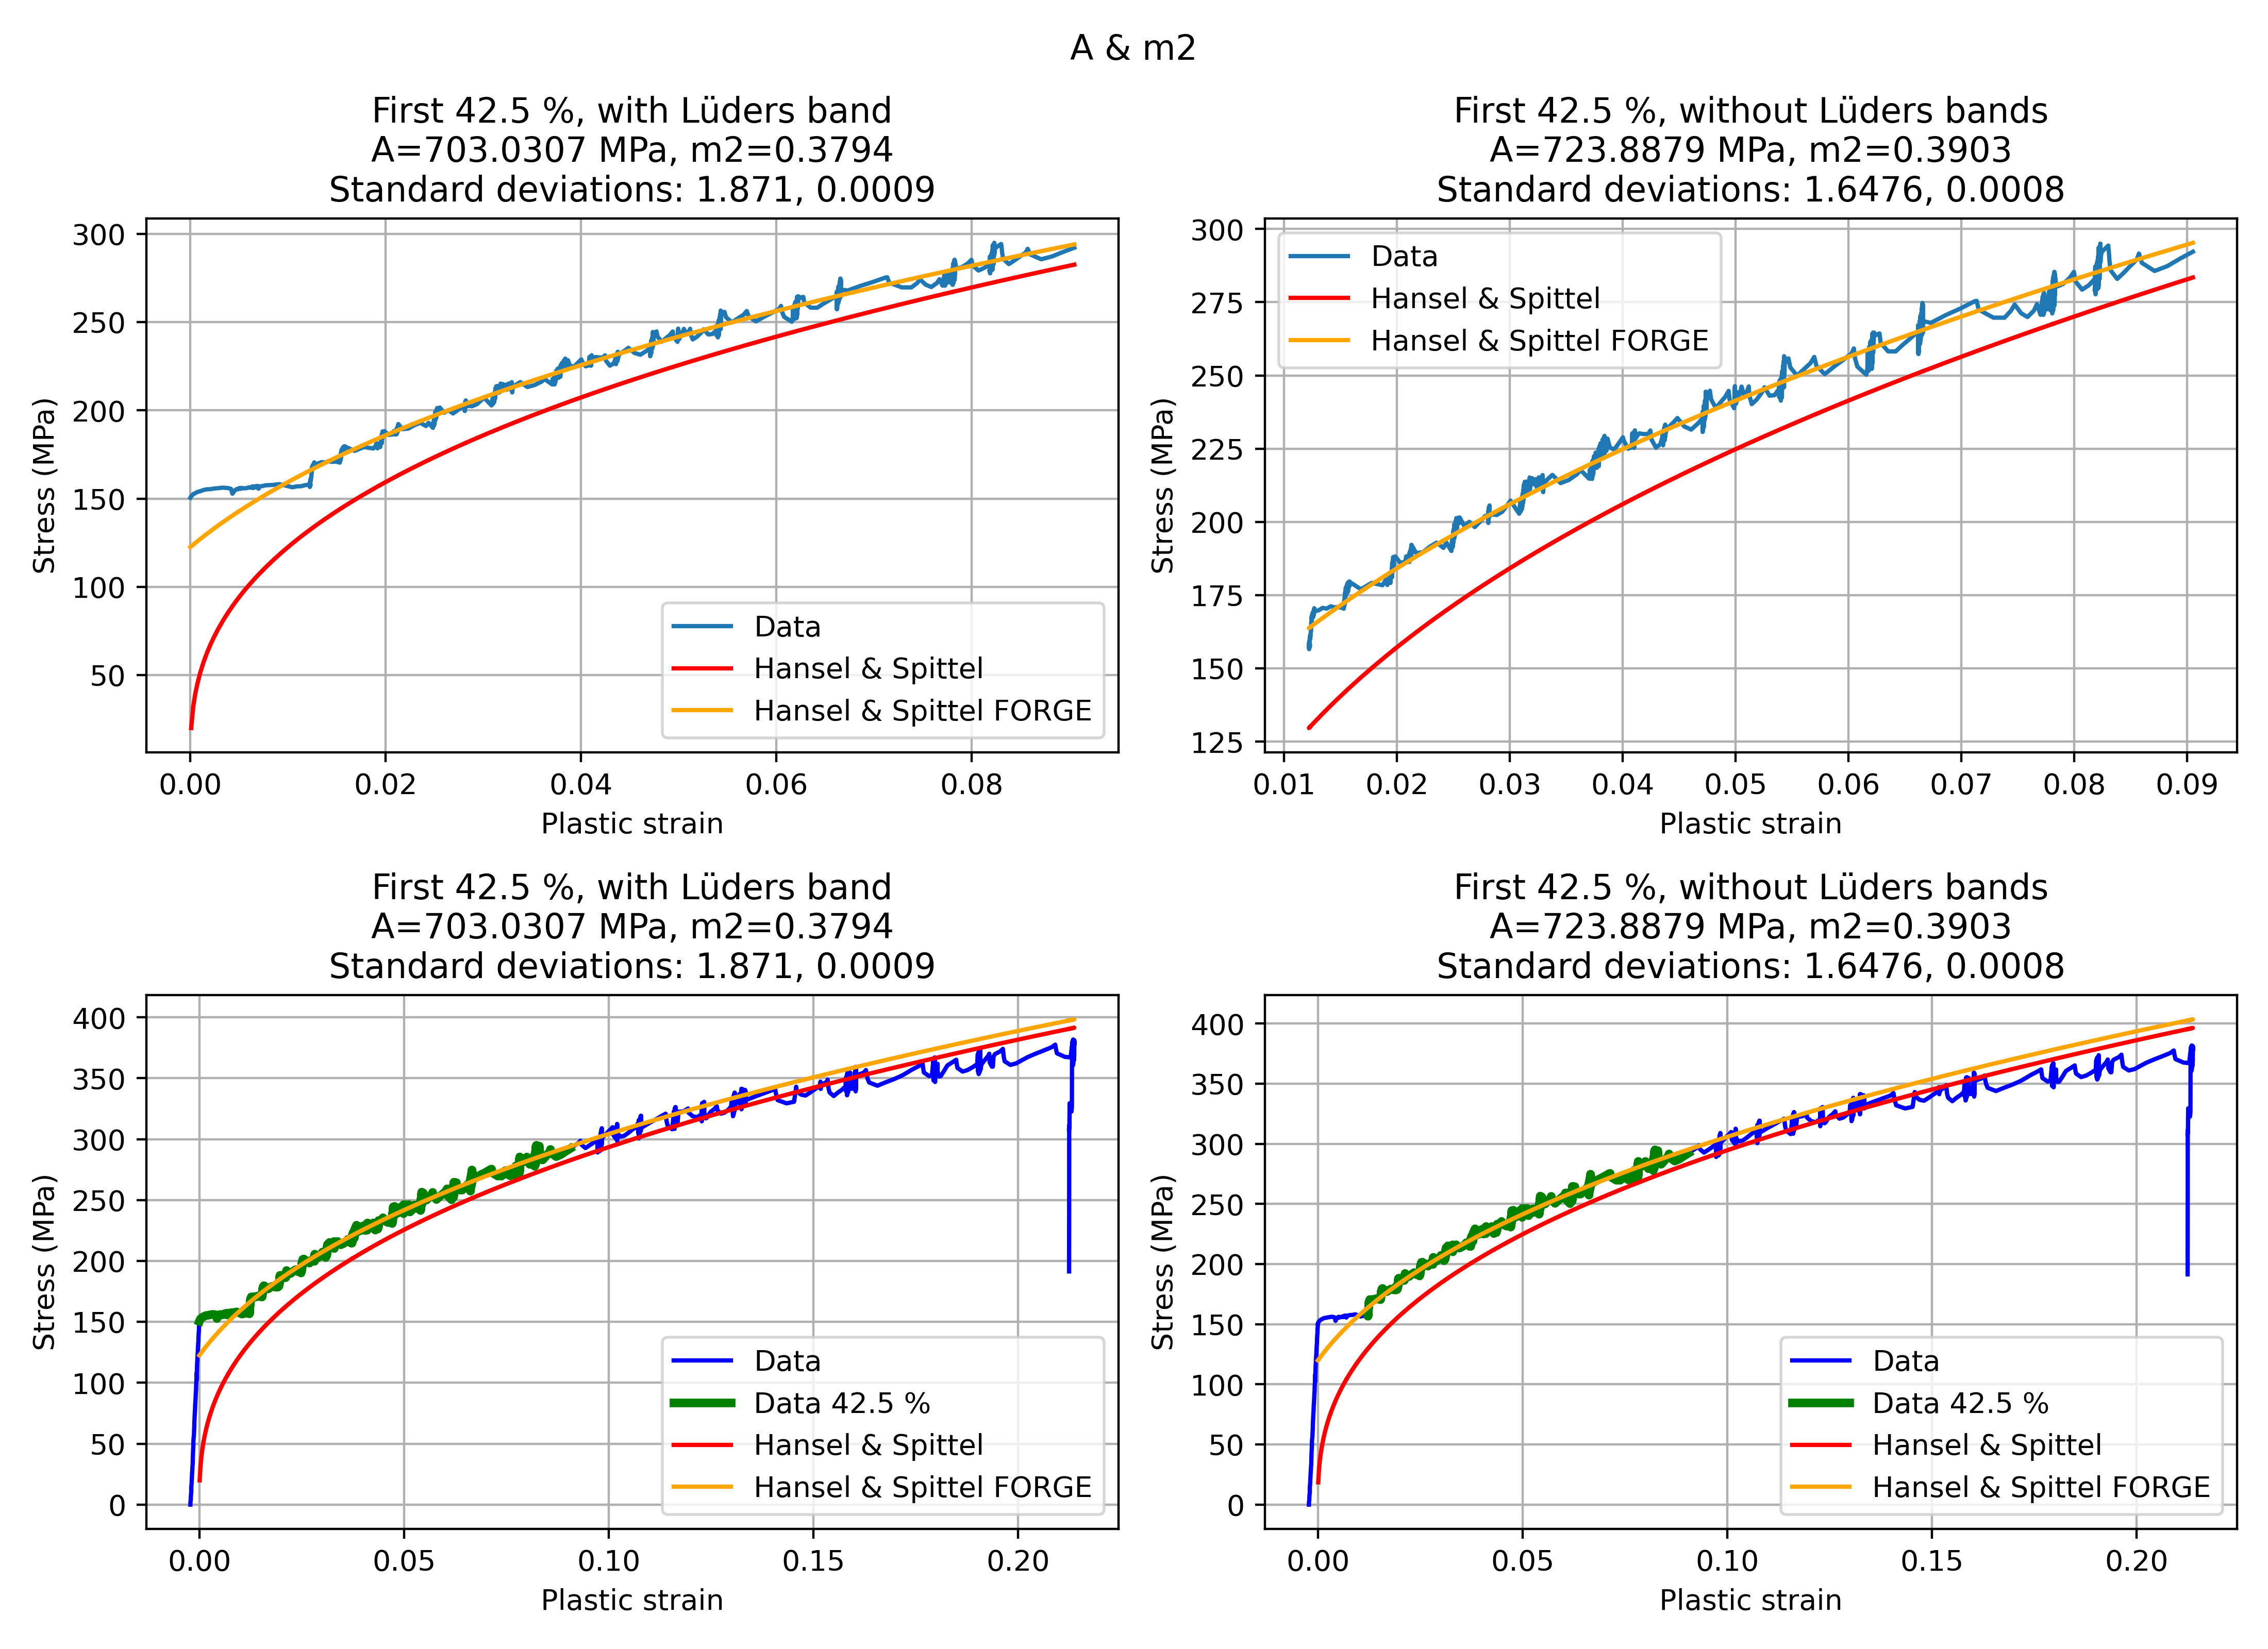 A & m2
First 42.5 %, with Lüders band
A=703.0307 MPa, m2=0.3794
Standard deviations: 1.871, 0.0009
300
250
200
150
100
50
Stress (MPa)
Data
Hansel & Spittel
Hansel & Spittel FORGE
0.00 0.02 0.04 0.06 0.08
Plastic strain
First 42.5 %, without Lüders bands
A=723.8879 MPa, m2=0.3903
Standard deviations: 1.6476, 0.0008
300
275
250
225
200
175
150
125
Stress (MPa)
Data
Hansel & Spittel
Hansel & Spittel FORGE
0.01 0.02 0.03 0.04 0.05 0.06 0.07 0.08 0.09
Plastic strain
First 42.5 %, with Lüders band
A=703.0307 MPa, m2=0.3794
Standard deviations: 1.871, 0.0009
400
350
300
250
200
150
100
50
0
Stress (MPa)
Data
Data 42.5 %
Hansel & Spittel
Hansel & Spittel FORGE
0.00 0.05 0.10 0.15 0.20
Plastic strain
First 42.5 %, without Lüders bands
A=723.8879 MPa, m2=0.3903
Standard deviations: 1.6476, 0.0008
400
350
300
250
200
150
100
50
0
Stress (MPa)
Data
Data 42.5 %
Hansel & Spittel
Hansel & Spittel FORGE
0.00 0.05 0.10 0.15 0.20
Plastic strain